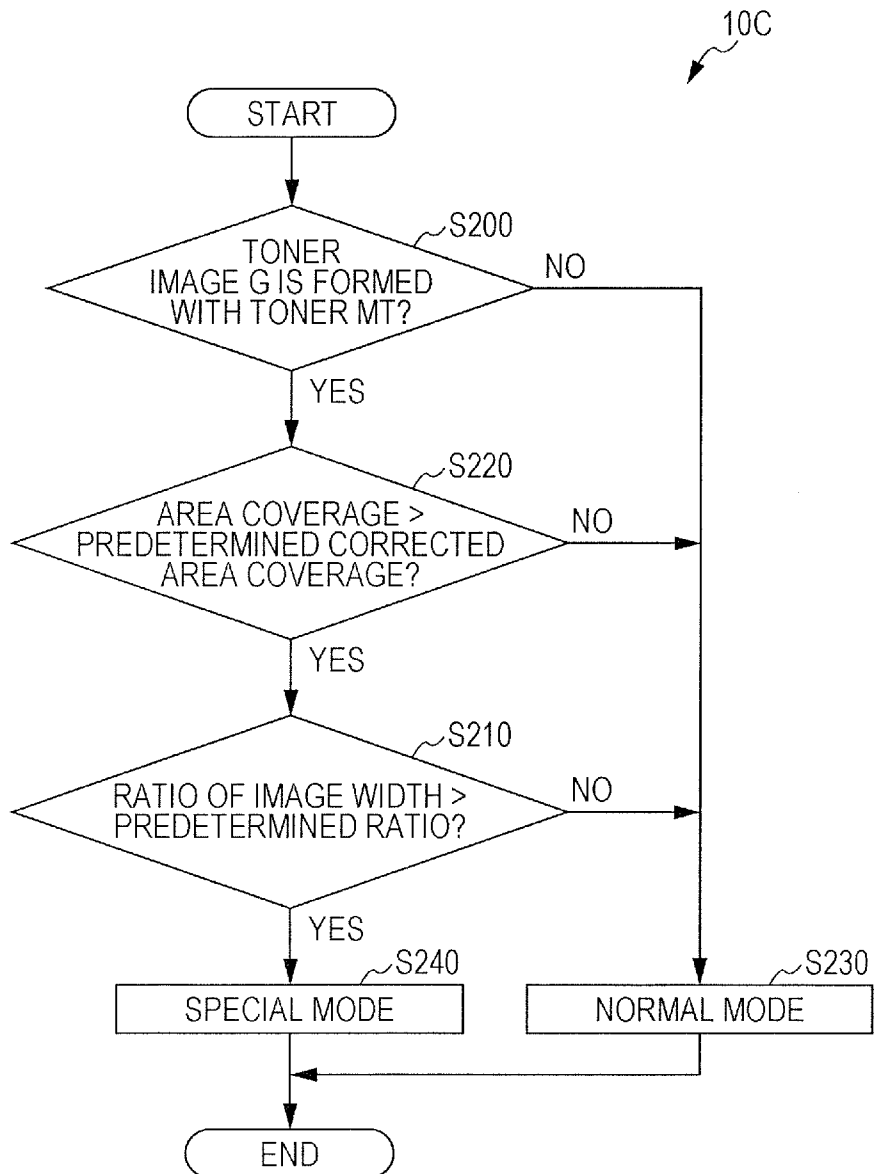 10C
START
S200
TONER
IMAGE G IS FORMED
WITH TONER MT?
NO
YES
S220
AREA COVERAGE >
PREDETERMINED CORRECTED
AREA COVERAGE?
NO
YES
S210
RATIO OF IMAGE WIDTH >
PREDETERMINED RATIO?
NO
YES
S240
SPECIAL MODE
S230
NORMAL MODE
END